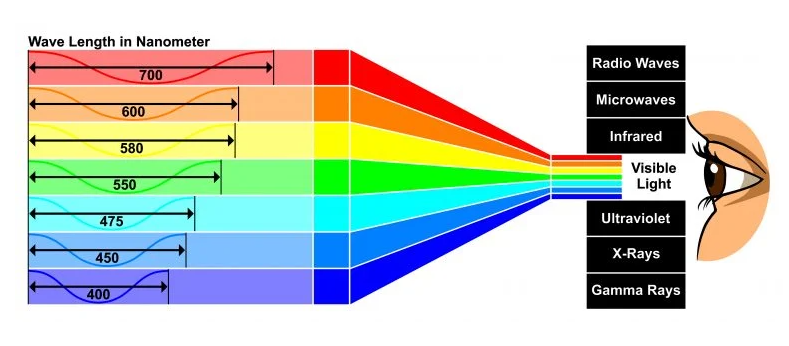 Wave Length in Nanometer
700
600
580
550
475
450
400
Radio Waves
Microwaves
Infrared
Visible
Light
Ultraviolet
X-Rays
Gamma Rays